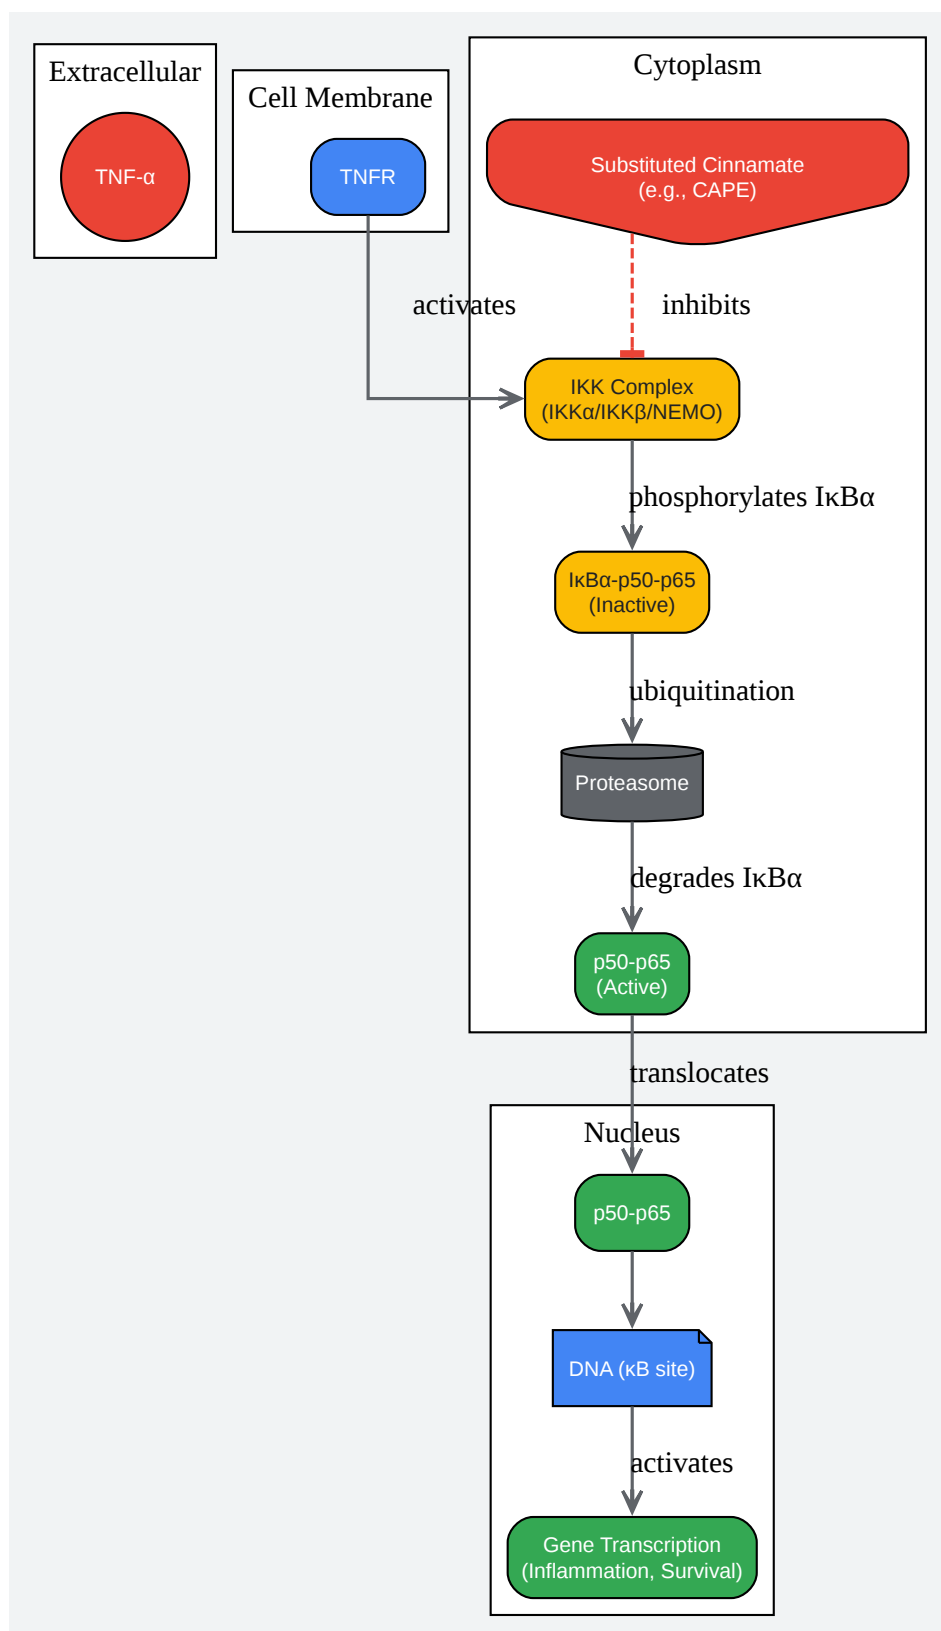 Extracellular
TNF-α
Cell Membrane
TNFR
Cytoplasm
Substituted Cinnamate
(e.g., CAPE)
activates
inhibits
IKK Complex
(IKKα/IKKβ/NEMO)
phosphorylates IκBα
IκBα-p50-p65
(Inactive)
ubiquitination
Proteasome
degrades IκBα
p50-p65
(Active)
translocates
Nucleus
p50-p65
DNA (κB site)
activates
Gene Transcription
(Inflammation, Survival)